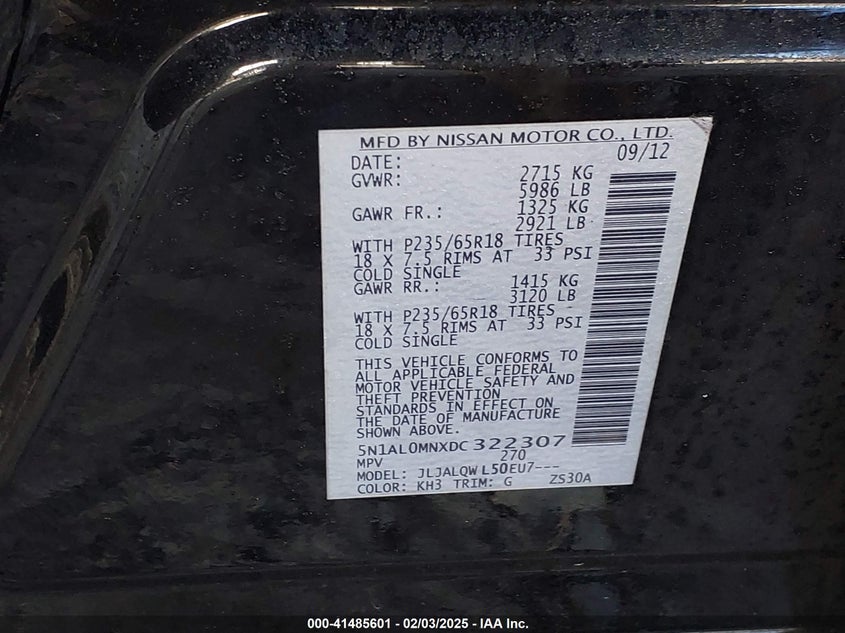 MFD BY NISSAN MOTOR CO., LTD.
DATE: 09/12
GVWR: 2715 KG
5986 LB
GAWR FR.: 1325 KG
2921 LB
WITH P235/65R18 TIRES
18 X 7.5 RIMS AT 33 PSI
COLD SINGLE
GAWR RR.: 1415 KG
3120 LB
WITH P235/65R18 TIRES
18 X 7.5 RIMS AT 33 PSI
COLD SINGLE
THIS VEHICLE CONFORMS TO
ALL APPLICABLE FEDERAL
MOTOR VEHICLE SAFETY AND
THEFT PREVENTION
STANDARDS IN EFFECT ON
THE DATE OF MANUFACTURE
SHOWN ABOVE.
5N1AL0MNXDC322307
MPV 270
MODEL: JLJALQWL50EU7---
COLOR: KH3 TRIM: G ZS30A
000-41485601 - 02/03/2025 - IAA Inc.